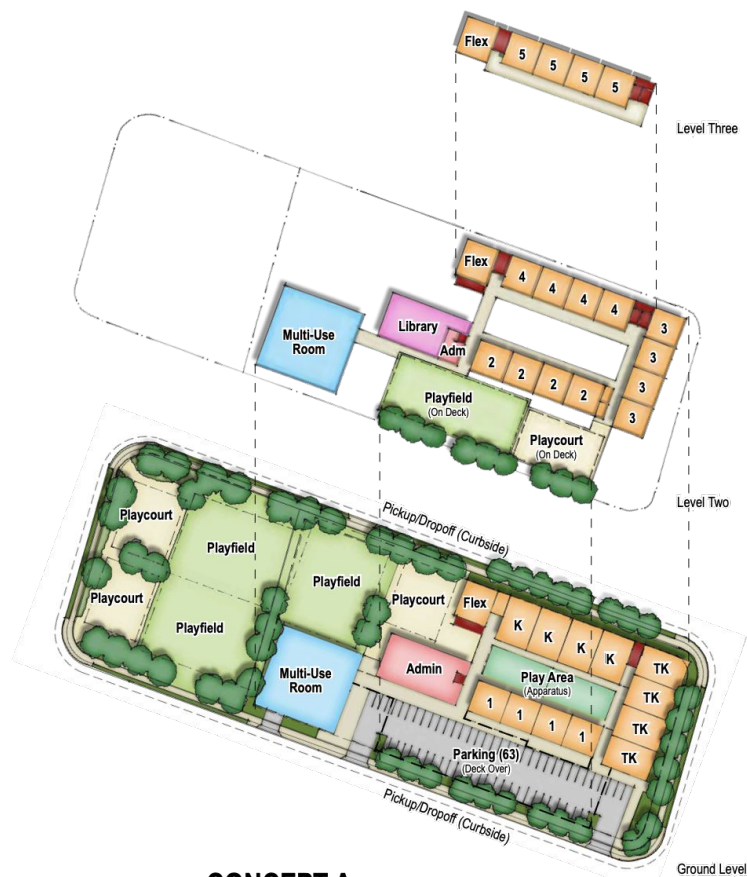 Flex
5
5
5
5
Level Three
Flex
4
4
4
4
3
3
3
3
Library
Adm
Multi-Use
Room
2
2
2
2
Playfield
(On Deck)
Playcourt
(On Deck)
Level Two
Pickup/Dropoff (Curbside)
Playcourt
Playfield
Playfield
Playcourt
Flex
K
K
K
K
TK
TK
TK
TK
Playcourt
Playfield
Multi-Use
Room
Admin
Play Area
(Apparatus)
1
1
1
1
Parking (63)
(Deck Over)
Pickup/Dropoff (Curbside)
Ground Level
CONCEPT A